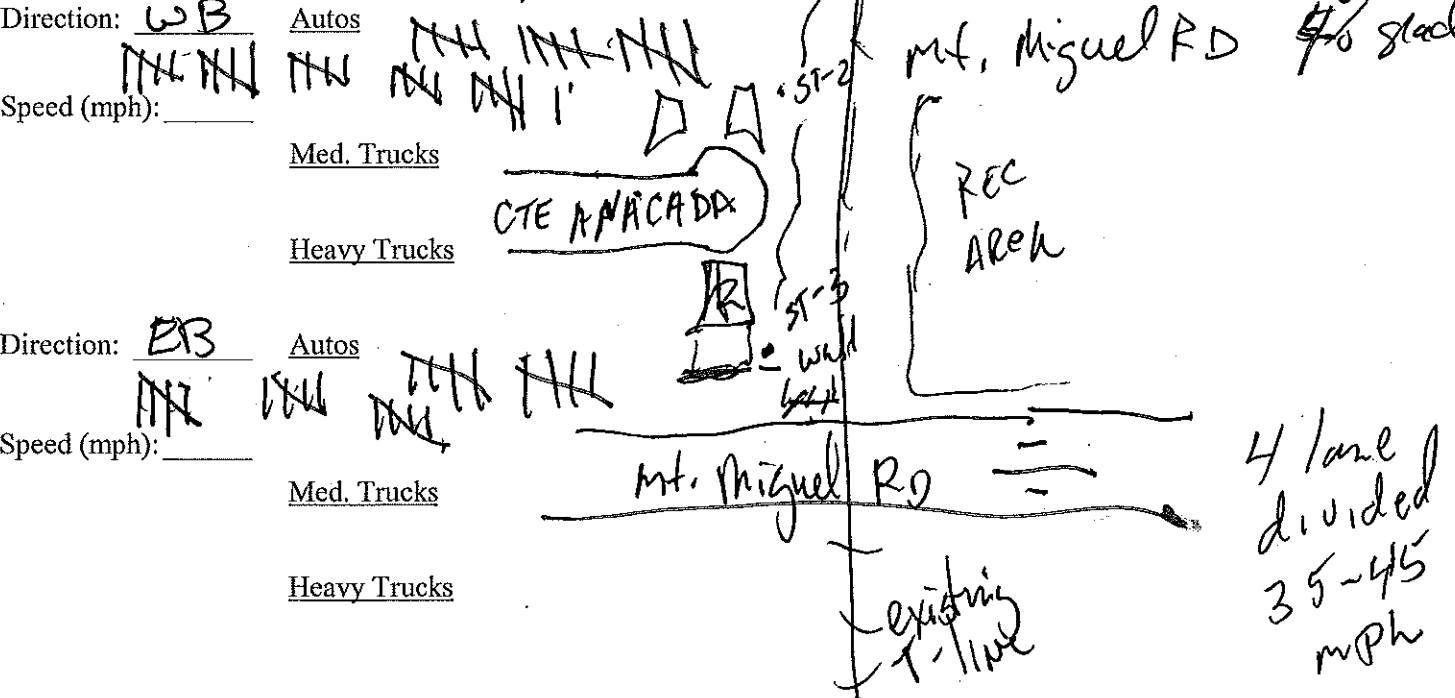 Direction: WB Autos
Mt. Miguel RD
Speed (mph):
ST-2
Med. Trucks
CTE ANACADA
REC
AREA
Heavy Trucks
R
ST-3
Direction: EB Autos
wall
Speed (mph):
Mt. Miguel RD
4 lane
divided
35-45
mph
Med. Trucks
Heavy Trucks
existing
T-line